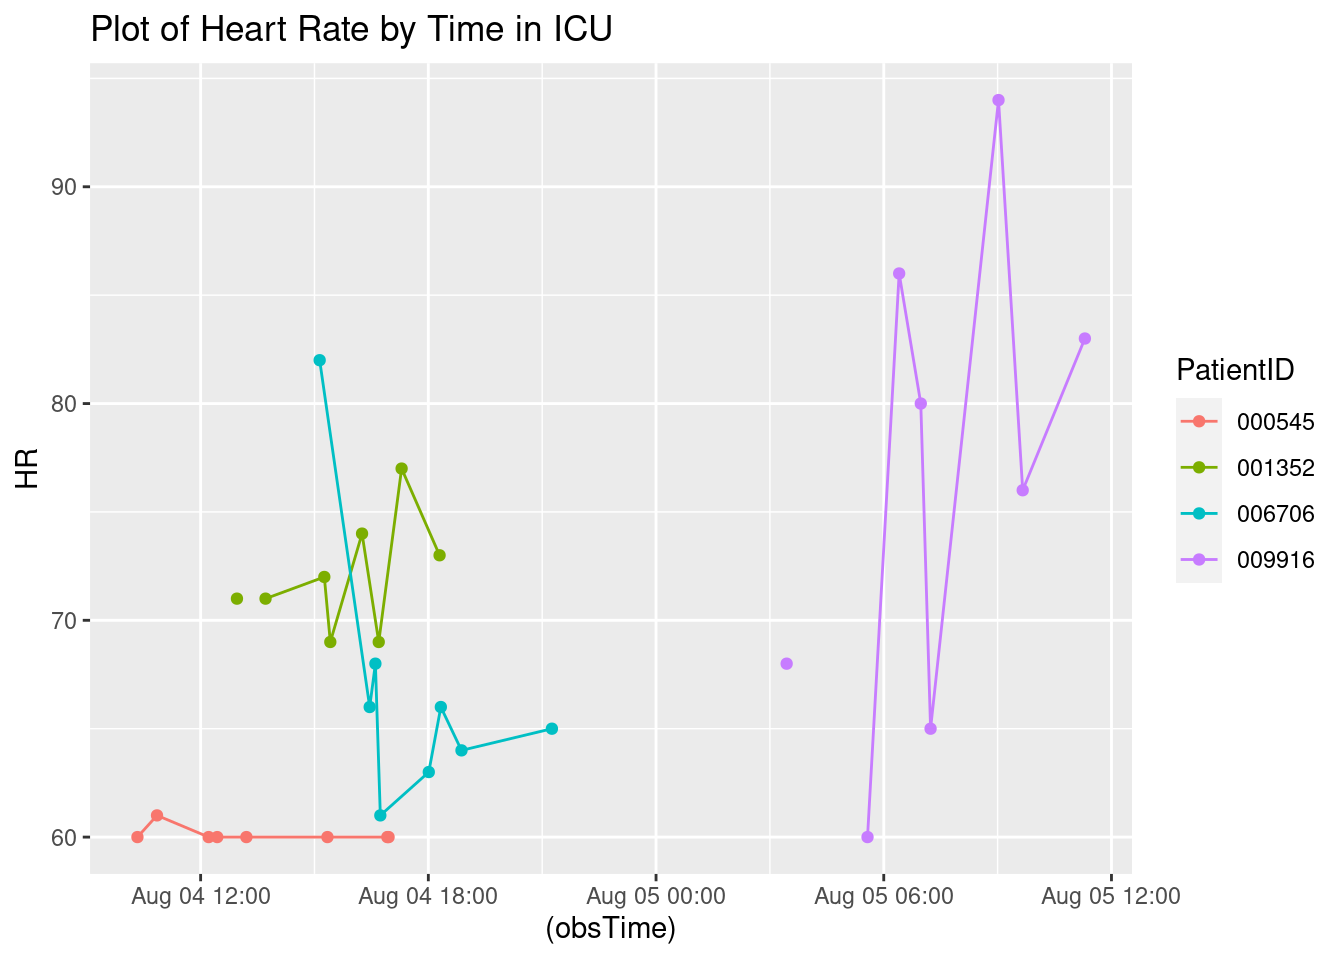 Plot of Heart Rate by Time in ICU
HR
90
80
70
60
Aug 04 12:00 Aug 04 18:00 Aug 05 00:00 Aug 05 06:00 Aug 05 12:00
(obsTime)
PatientID
000545
001352
006706
009916